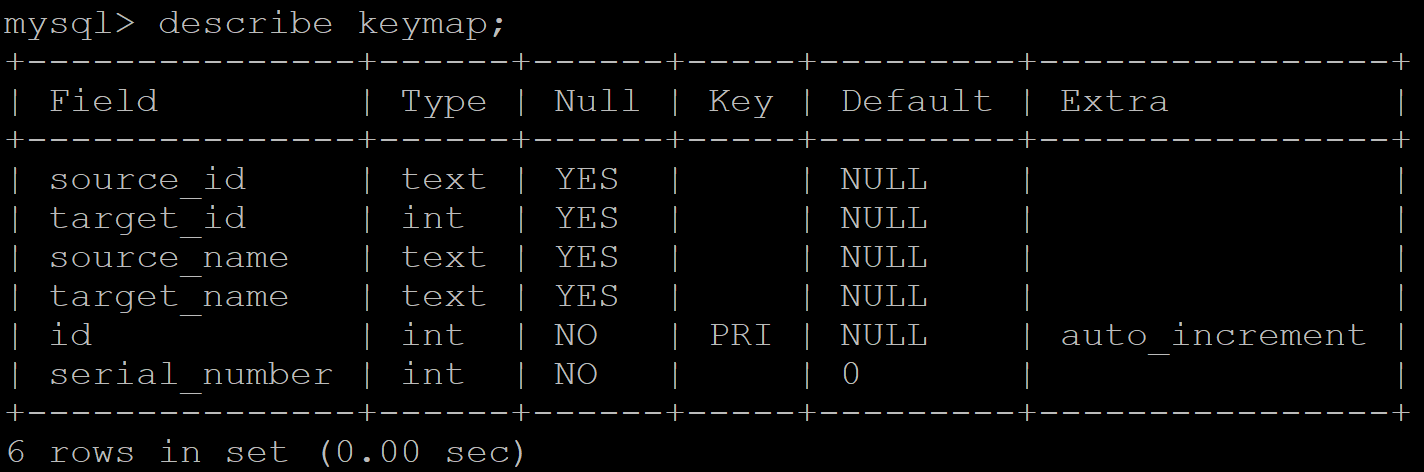 mysql> describe keymap;
+---------------+------+------+-----+---------+----------------+
| Field         | Type | Null | Key | Default | Extra          |
+---------------+------+------+-----+---------+----------------+
| source_id     | text | YES  |     | NULL    |                |
| target_id     | int  | YES  |     | NULL    |                |
| source_name   | text | YES  |     | NULL    |                |
| target_name   | text | YES  |     | NULL    |                |
| id            | int  | NO   | PRI | NULL    | auto_increment |
| serial_number | int  | NO   |     | 0       |                |
+---------------+------+------+-----+---------+----------------+
6 rows in set (0.00 sec)